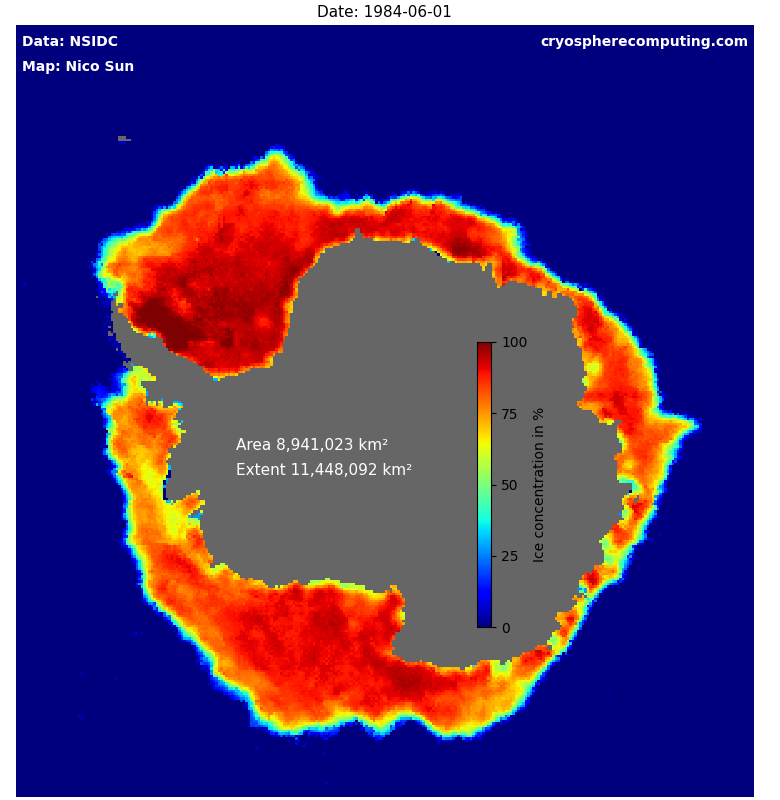 Date: 1984-06-01
Data: NSIDC
cryospherecomputing.com
Map: Nico Sun
100
75
50
25
0
Ice concentration in %
Area 8,941,023 km²
Extent 11,448,092 km²